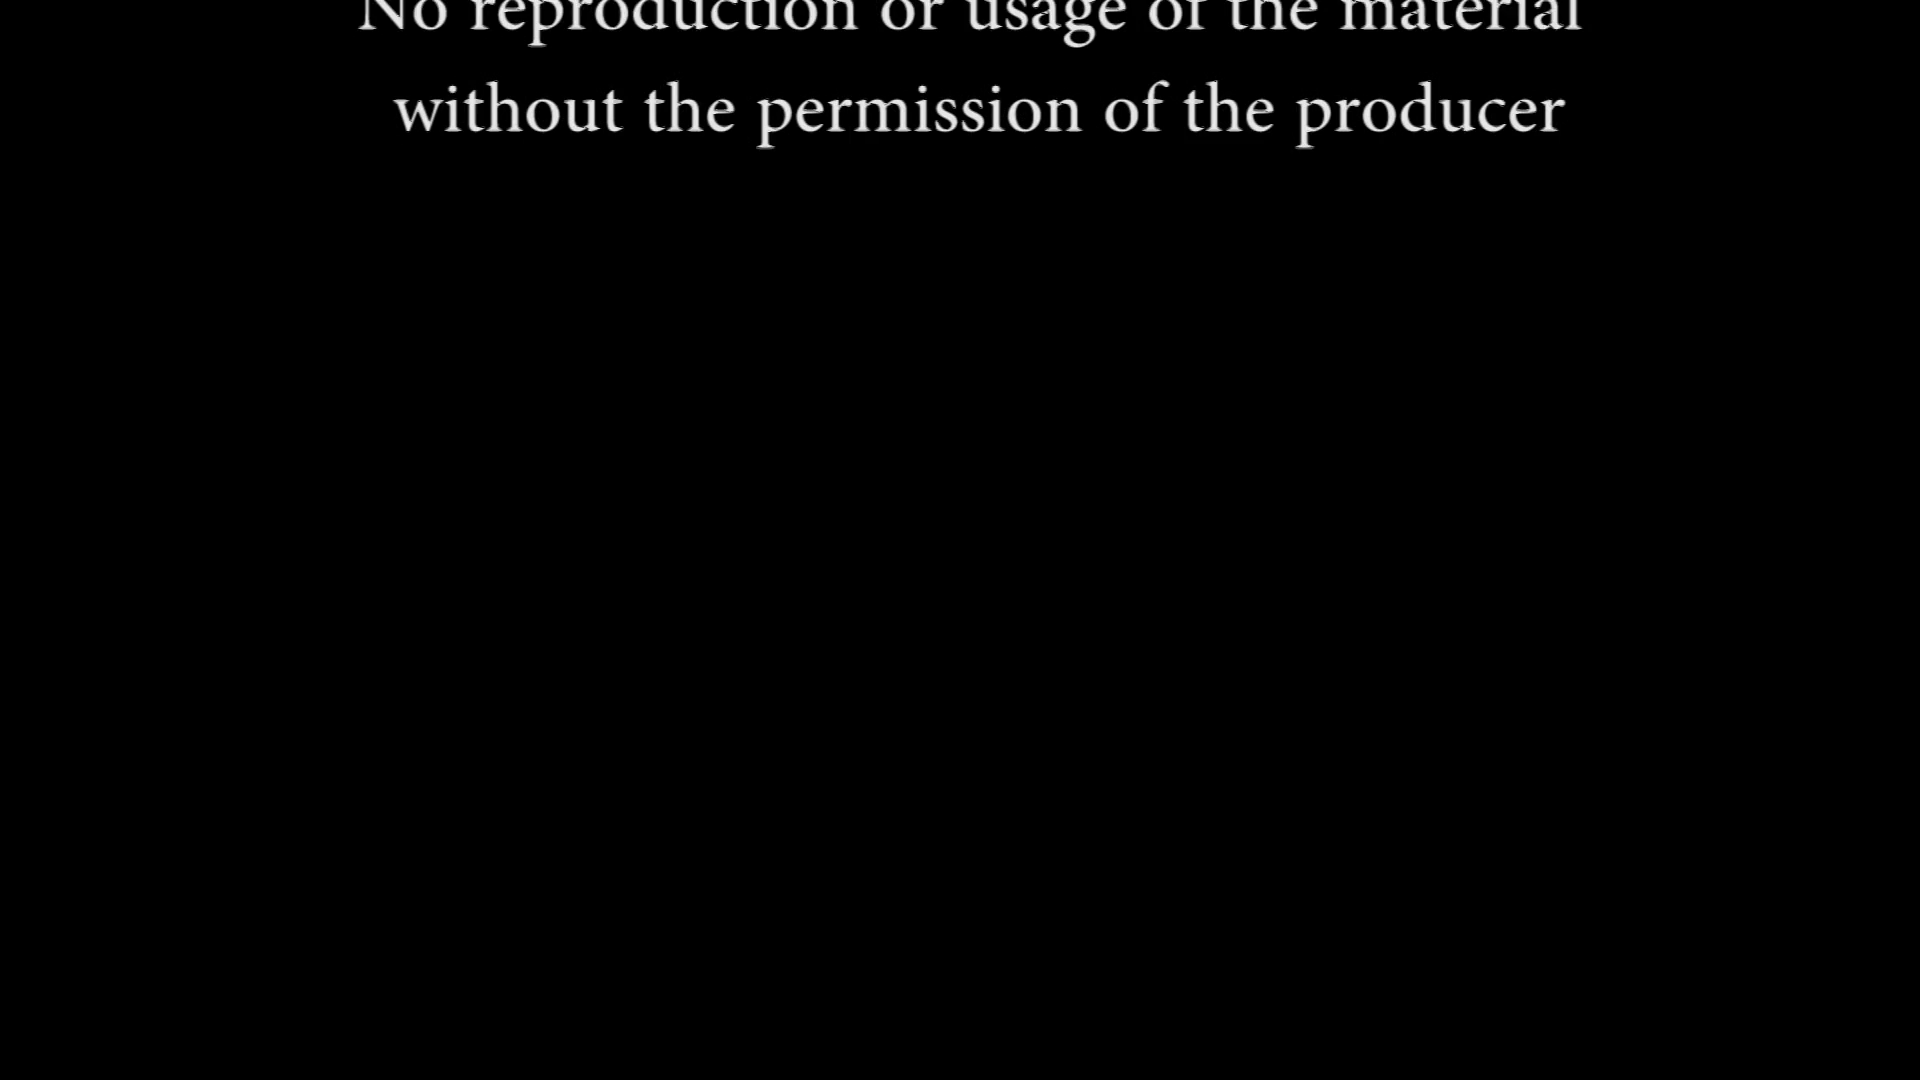 No reproduction or usage of the material
without the permission of the producer